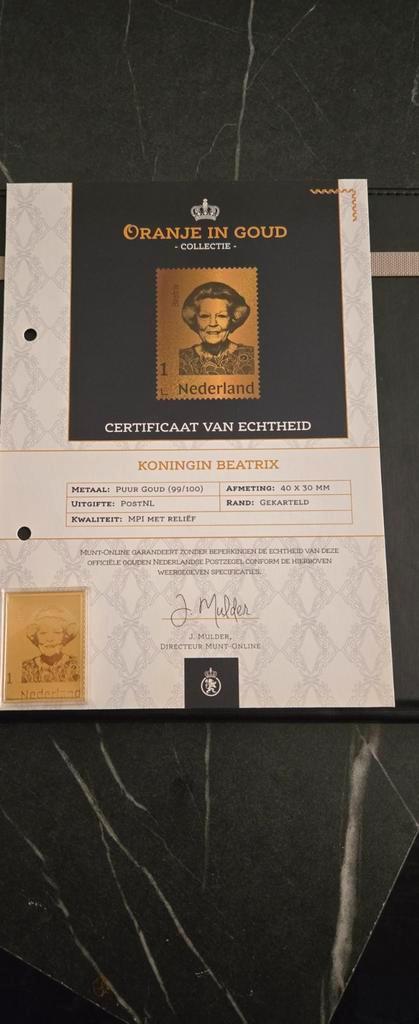 ORANJE IN GOUD
- COLLECTIE -
Beatrix
1
Nederland
CERTIFICAAT VAN ECHTHEID
KONINGIN BEATRIX
METAAL: PUUR GOUD (99/100)
AFMETING: 40 X 30 MM
UITGIFTE: POSTNL
RAND: GEKARTELD
KWALITEIT: MPI MET RELIËF
MUNT-ONLINE GARANDEERT ZONDER BEPERKINGEN DE ECHTHEID VAN DEZE
OFFICIËLE GOUDEN NEDERLANDSE POSTZEGEL, CONFORM DE HIERBOVEN
WEERGEGEVEN SPECIFICATIES.
J. Mulder
J. MULDER,
DIRECTEUR MUNT-ONLINE
1
Nederland